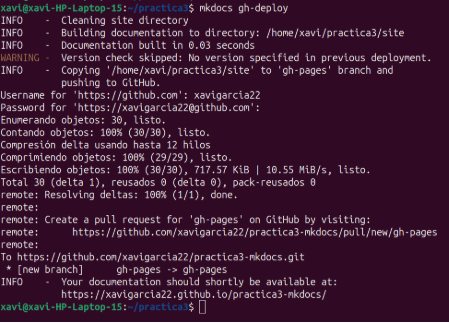 xavi@xavi-HP-Laptop-15:~/practica3$ mkdocs gh-deploy
INFO    -  Cleaning site directory
INFO    -  Building documentation to directory: /home/xavi/practica3/site
INFO    -  Documentation built in 0.03 seconds
WARNING -  Version check skipped: No version specified in previous deployment.
INFO    -  Copying '/home/xavi/practica3/site' to 'gh-pages' branch and
           pushing to GitHub.
Username for 'https://github.com': xavigarcia22
Password for 'https://xavigarcia22@github.com':
Enumerando objetos: 30, listo.
Contando objetos: 100% (30/30), listo.
Compresión delta usando hasta 12 hilos
Comprimiendo objetos: 100% (29/29), listo.
Escribiendo objetos: 100% (30/30), 717.57 KiB | 10.55 MiB/s, listo.
Total 30 (delta 1), reusados 0 (delta 0), pack-reusados 0
remote: Resolving deltas: 100% (1/1), done.
remote:
remote: Create a pull request for 'gh-pages' on GitHub by visiting:
remote:      https://github.com/xavigarcia22/practica3-mkdocs/pull/new/gh-pages
remote:
To https://github.com/xavigarcia22/practica3-mkdocs.git
 * [new branch]      gh-pages -> gh-pages
INFO    -  Your documentation should shortly be available at:
           https://xavigarcia22.github.io/practica3-mkdocs/
xavi@xavi-HP-Laptop-15:~/practica3$